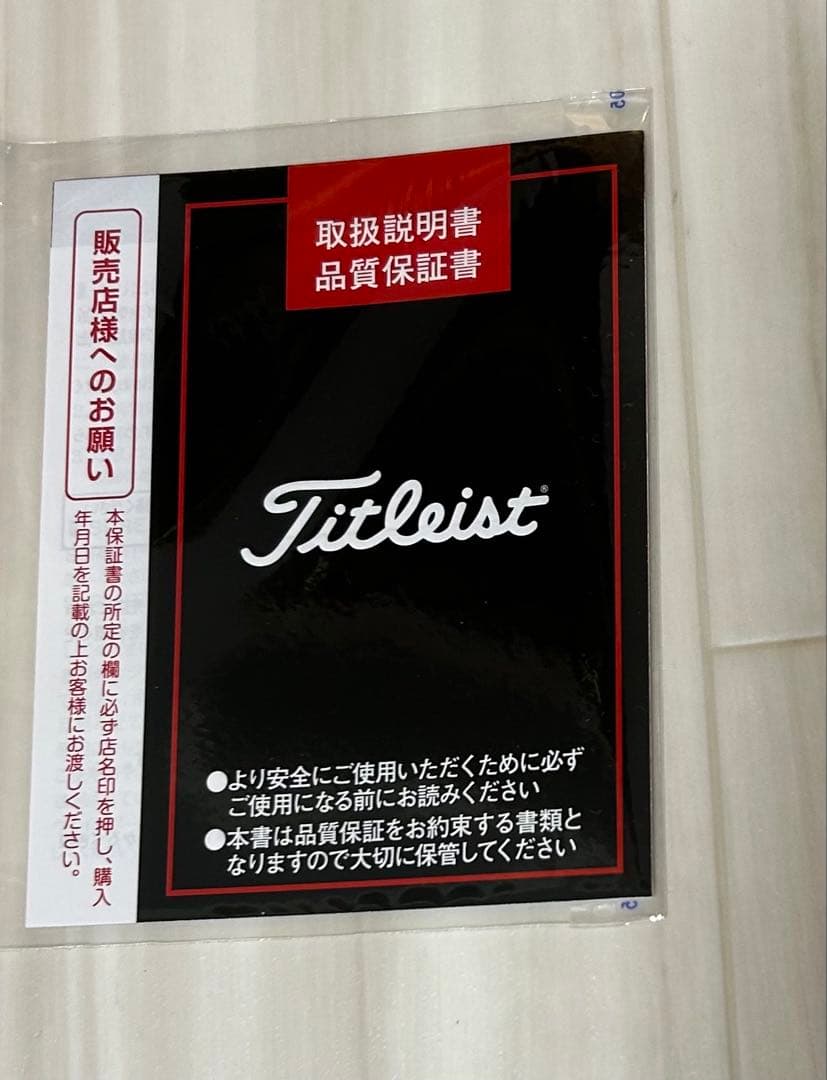 取扱説明書
品質保証書
Titleist®
●より安全にご使用いただくために必ず
ご使用になる前にお読みください
●本書は品質保証をお約束する書類と
なりますので大切に保管してください
販売店様へのお願い
本保証書の所定の欄に必ず店名印を押し、購入
年月日を記載の上お客様にお渡しください。
05
5